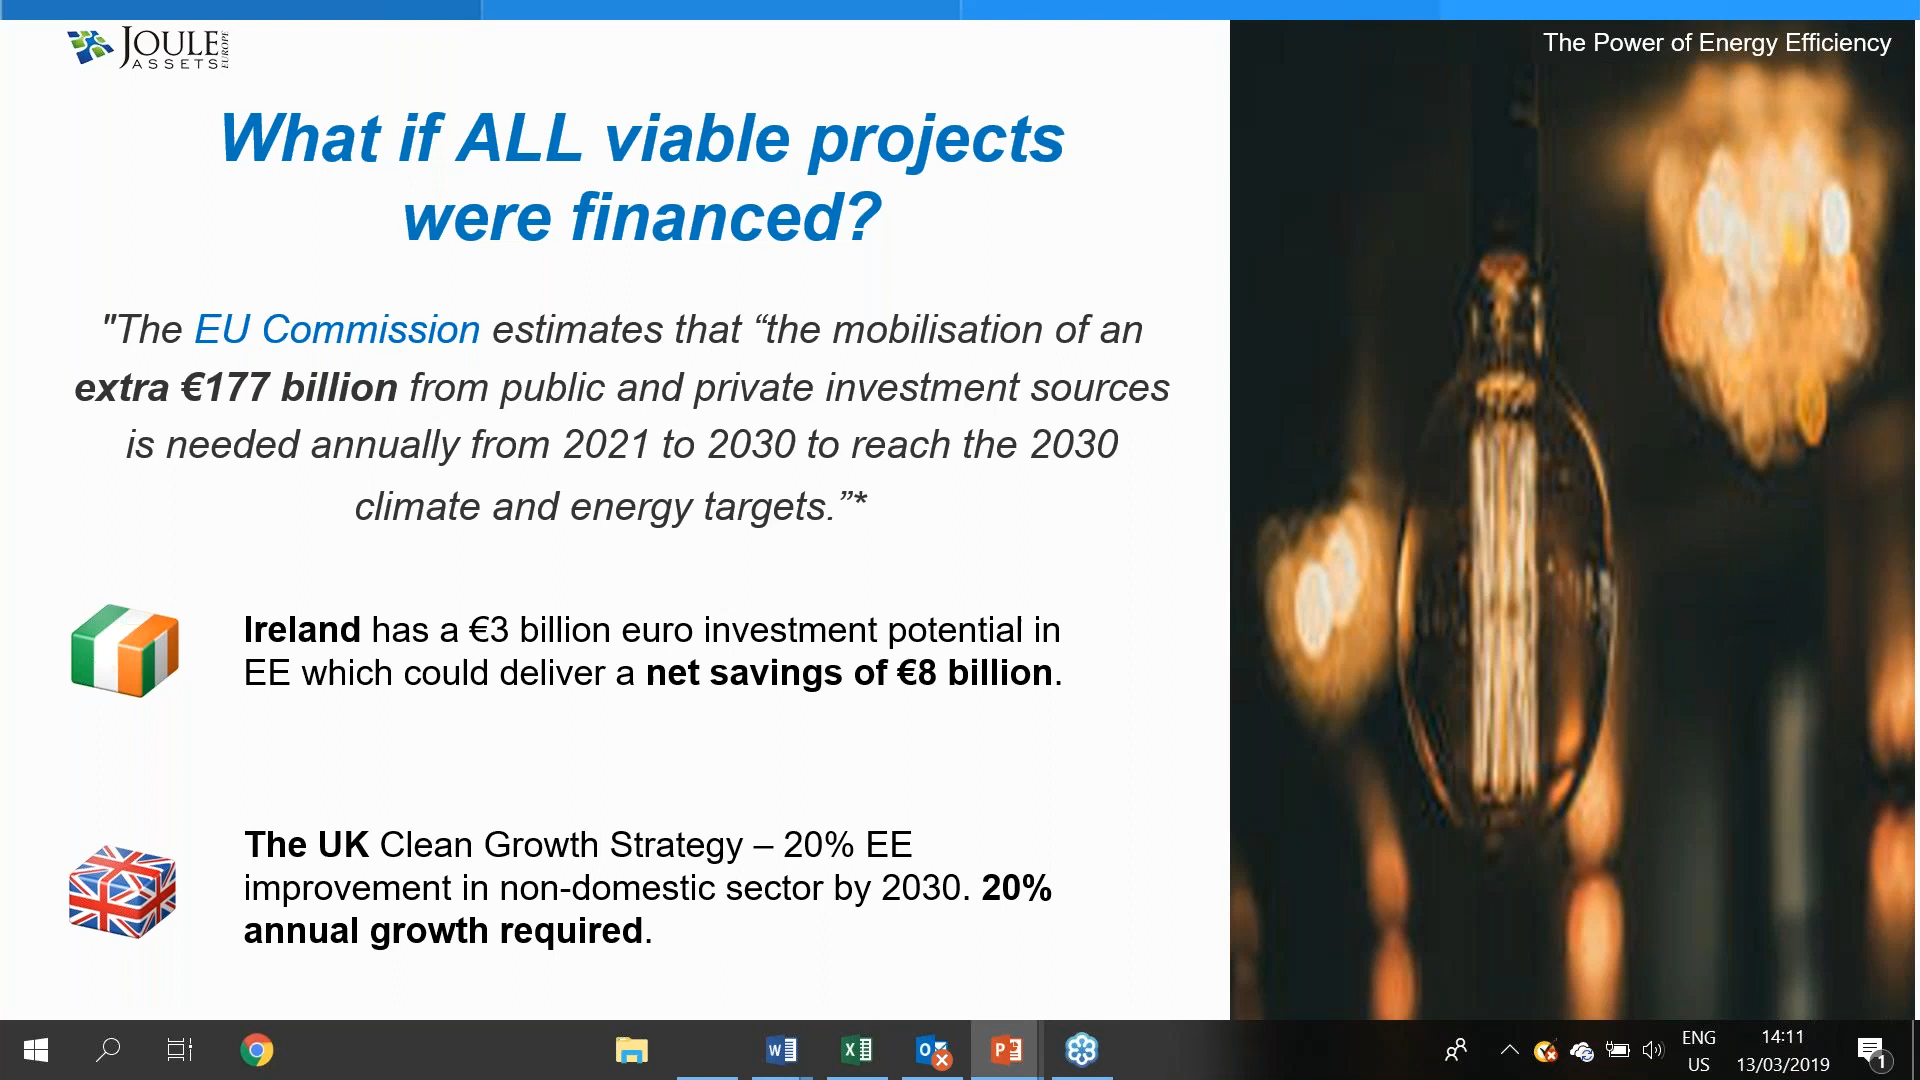 JOULE
ASSETS
EUROPE
The Power of Energy Efficiency
What if ALL viable projects
were financed?
"The EU Commission estimates that “the mobilisation of an
extra €177 billion from public and private investment sources
is needed annually from 2021 to 2030 to reach the 2030
climate and energy targets.”*
Ireland has a €3 billion euro investment potential in
EE which could deliver a net savings of €8 billion.
The UK Clean Growth Strategy – 20% EE
improvement in non-domestic sector by 2030. 20%
annual growth required.
ENG
US
14:11
13/03/2019
1